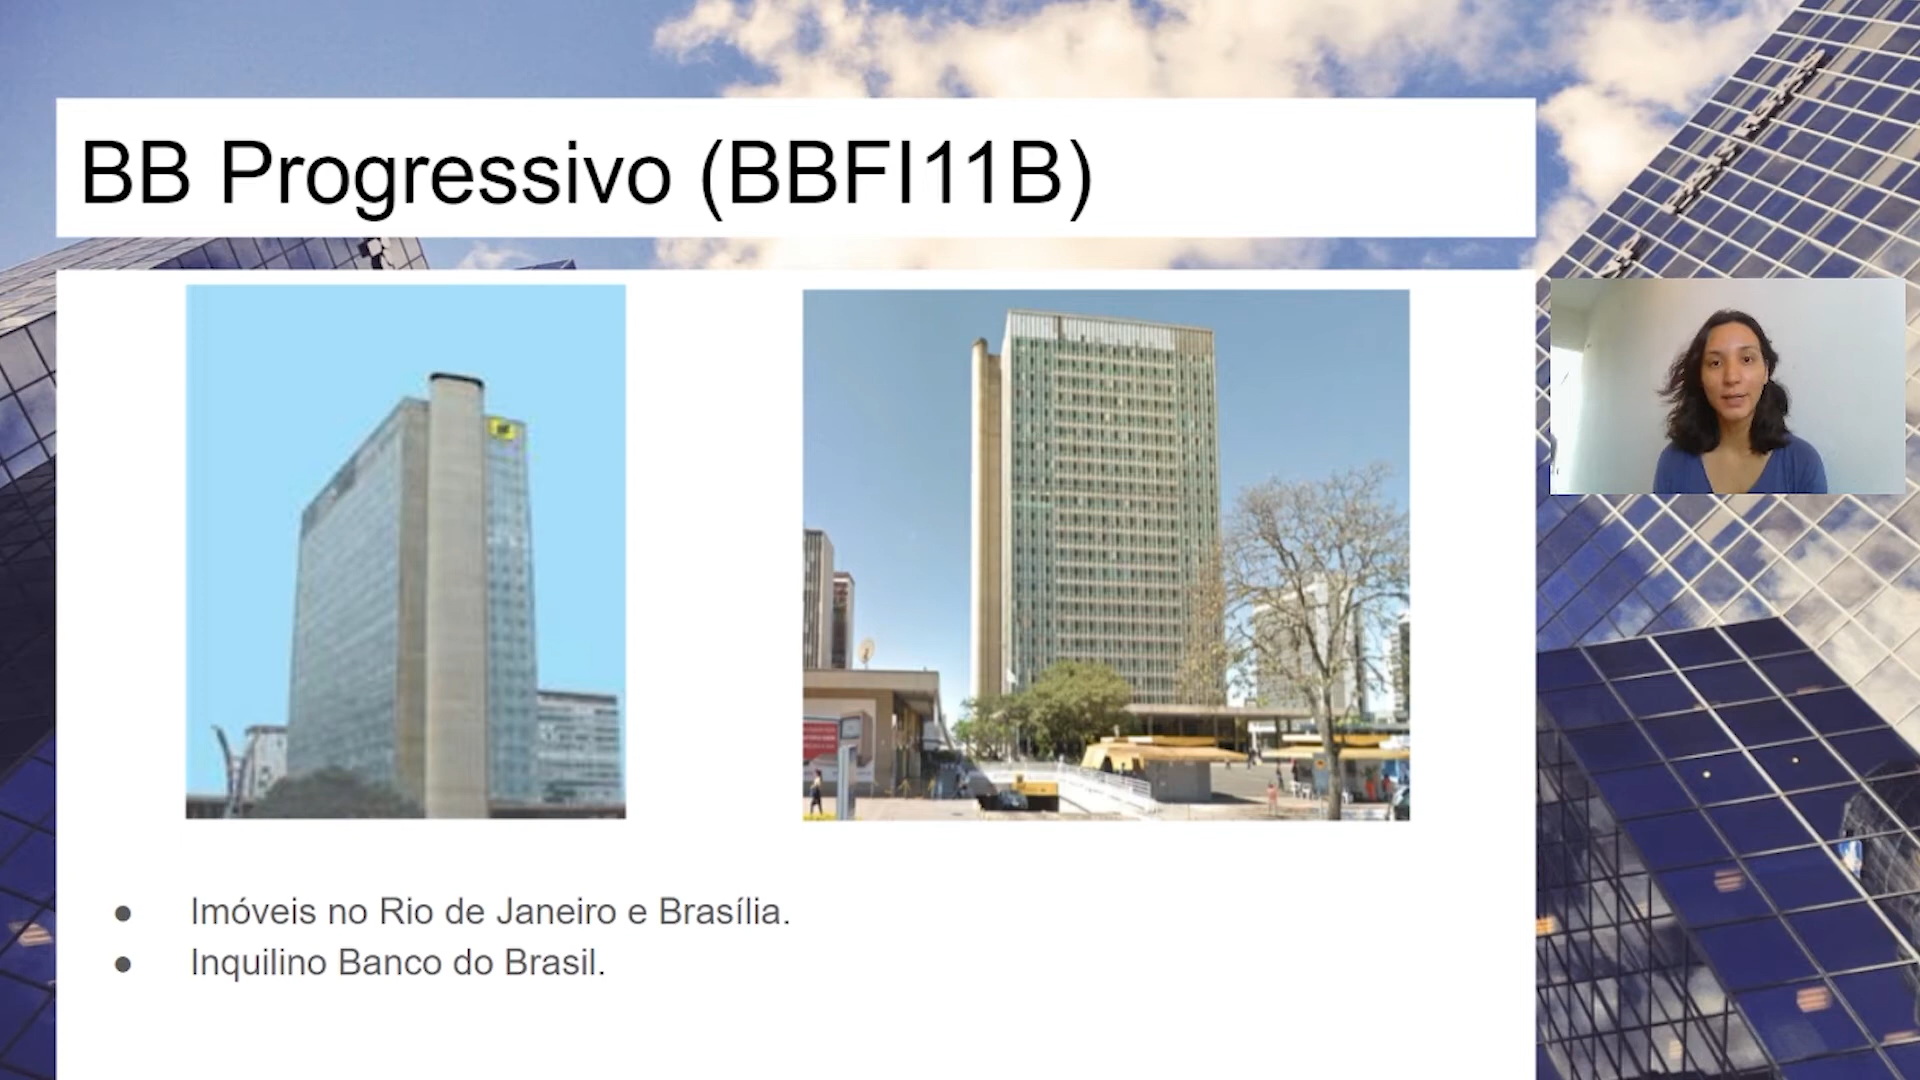 BB Progressivo (BBFI11B)
● Imóveis no Rio de Janeiro e Brasília.
● Inquilino Banco do Brasil.